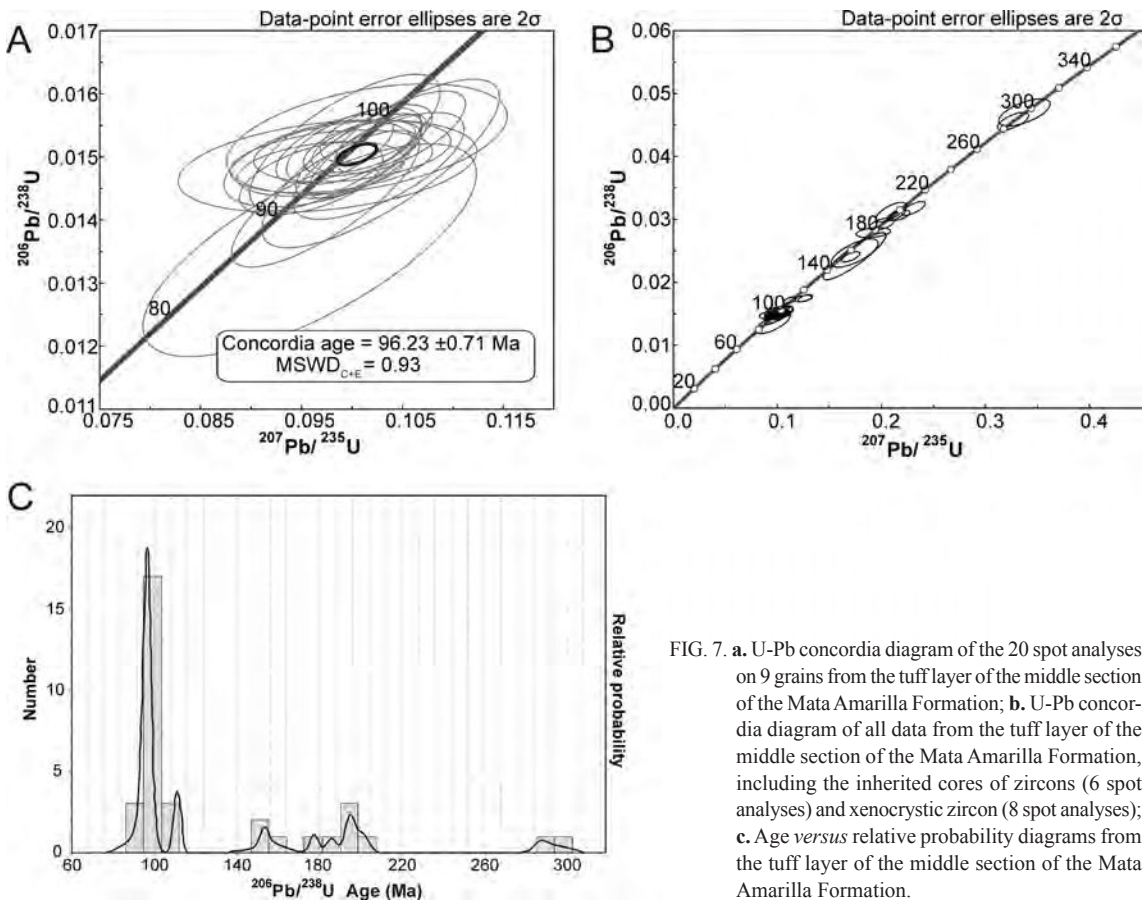 Data-point error ellipses are 2σ
A
0.017
0.016
0.015
0.014
0.013
0.012
0.011
100
90
80
Concordia age = 96.23 ±0.71 Ma
MSWD C+E = 0.93
0.075 0.085 0.095 0.105 0.115
207Pb/ 235U
206Pb/238U
Data-point error ellipses are 2σ
B
0.06
0.05
0.04
0.03
0.02
0.01
0.00
340
300
260
220
180
140
100
60
20
0.0 0.1 0.2 0.3 0.4
207Pb/ 235U
206Pb/238U
C
20
15
10
5
0
Number
Relative probability
60 100 140 180 220 260 300
206Pb/238U Age (Ma)
FIG. 7. a. U-Pb concordia diagram of the 20 spot analyses
on 9 grains from the tuff layer of the middle section
of the Mata Amarilla Formation; b. U-Pb concor-
dia diagram of all data from the tuff layer of the
middle section of the Mata Amarilla Formation,
including the inherited cores of zircons (6 spot
analyses) and xenocrystic zircon (8 spot analyses);
c. Age versus relative probability diagrams from
the tuff layer of the middle section of the Mata
Amarilla Formation.